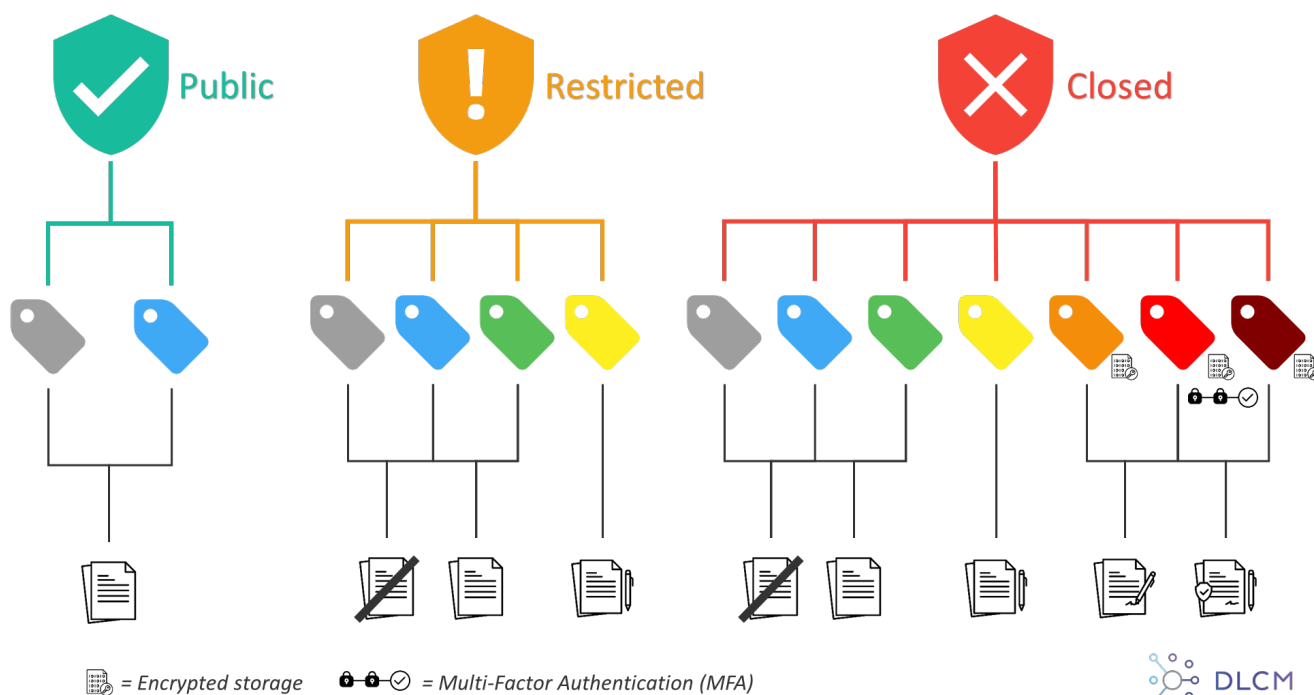 Public
Restricted
Closed
= Encrypted storage
= Multi-Factor Authentication (MFA)
DLCM